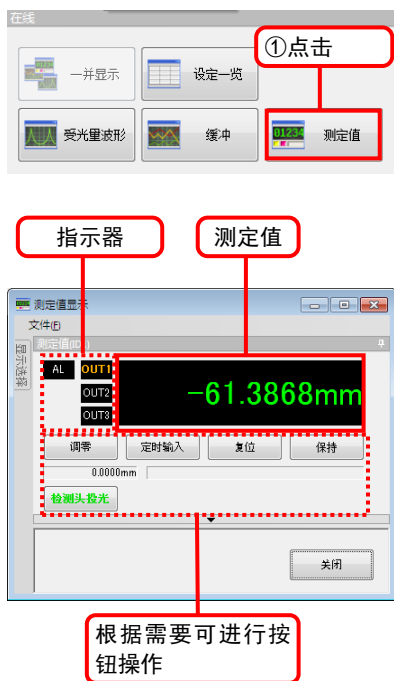 在线
①点击
一并显示
设定一览
受光量波形
缓冲
01234
测定值
指示器
测定值
测定值显示
文件(F)
显示选择
测定值(ID
AL
OUT1
OUT2
OUT3
-61.3868mm
调零
定时输入
复位
保持
0.0000mm
检测头投光
关闭
根据需要可进行按
钮操作